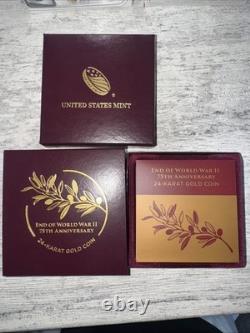 UNITED STATES MINT
END OF WORLD WAR II
75TH ANNIVERSARY
24-KARAT GOLD COIN
END OF WORLD WAR II
75TH ANNIVERSARY
24-KARAT GOLD COIN